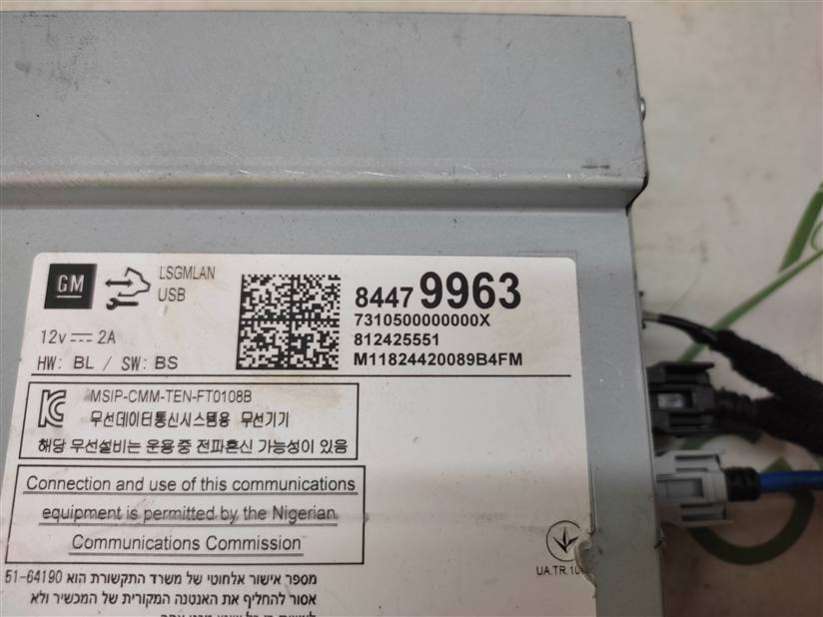 GM
LSGMLAN
USB
12v 2A
HW: BL / SW: BS
8447 9963
7310500000000X
812425551
M11824420089B4FM
MSIP-CMM-TEN-FT0108B
무선데이터통신시스템용 무선기기
해당 무선설비는 운용 중 전파혼신 가능성이 있음
Connection and use of this communications
equipment is permitted by the Nigerian
Communications Commission
UA.TR.10
מספר אישור אלחוטי של משרד התקשורת הוא 51-64190
אסור להחליף את האנטנה המקורית של המכשיר ולא